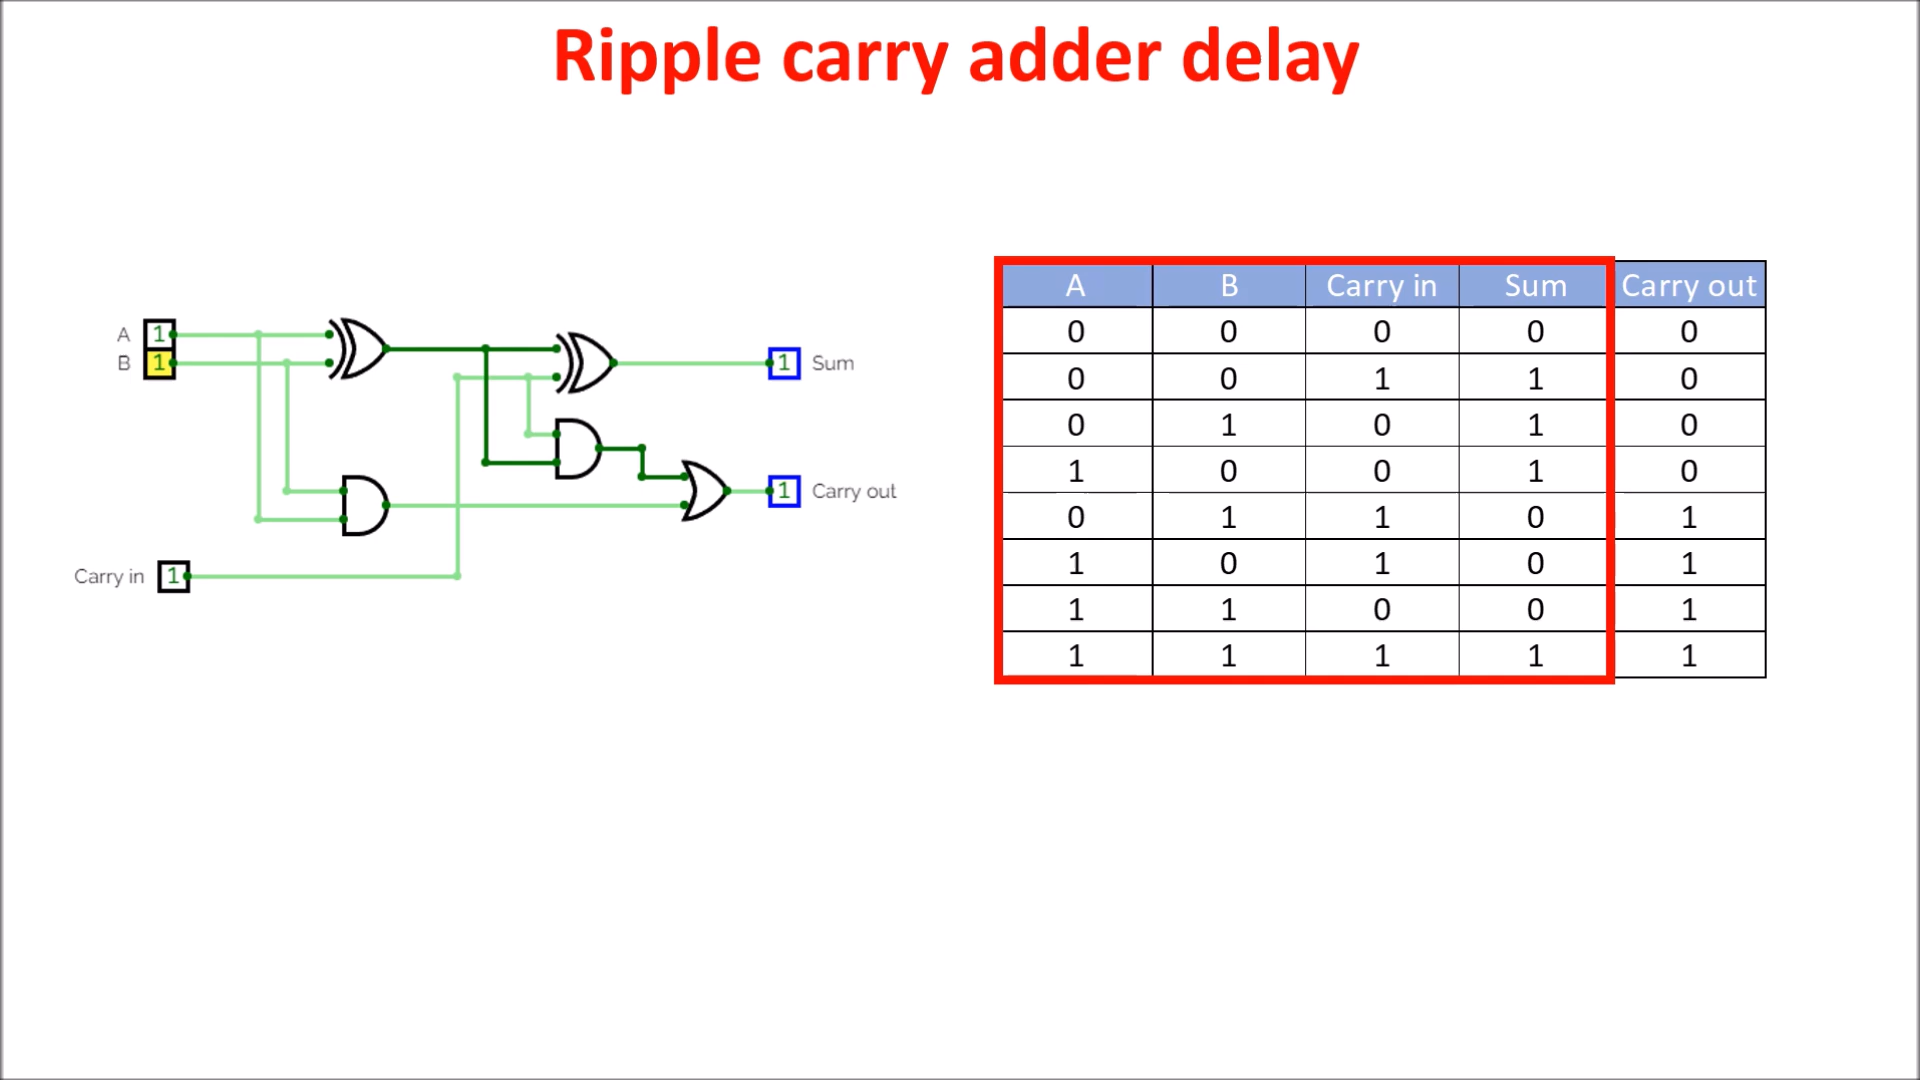 Ripple carry adder delay
A 1
B 1
Carry in 1
1 Sum
1 Carry out
A B Carry in Sum Carry out
0 0 0 0 0
0 0 1 1 0
0 1 0 1 0
1 0 0 1 0
0 1 1 0 1
1 0 1 0 1
1 1 0 0 1
1 1 1 1 1